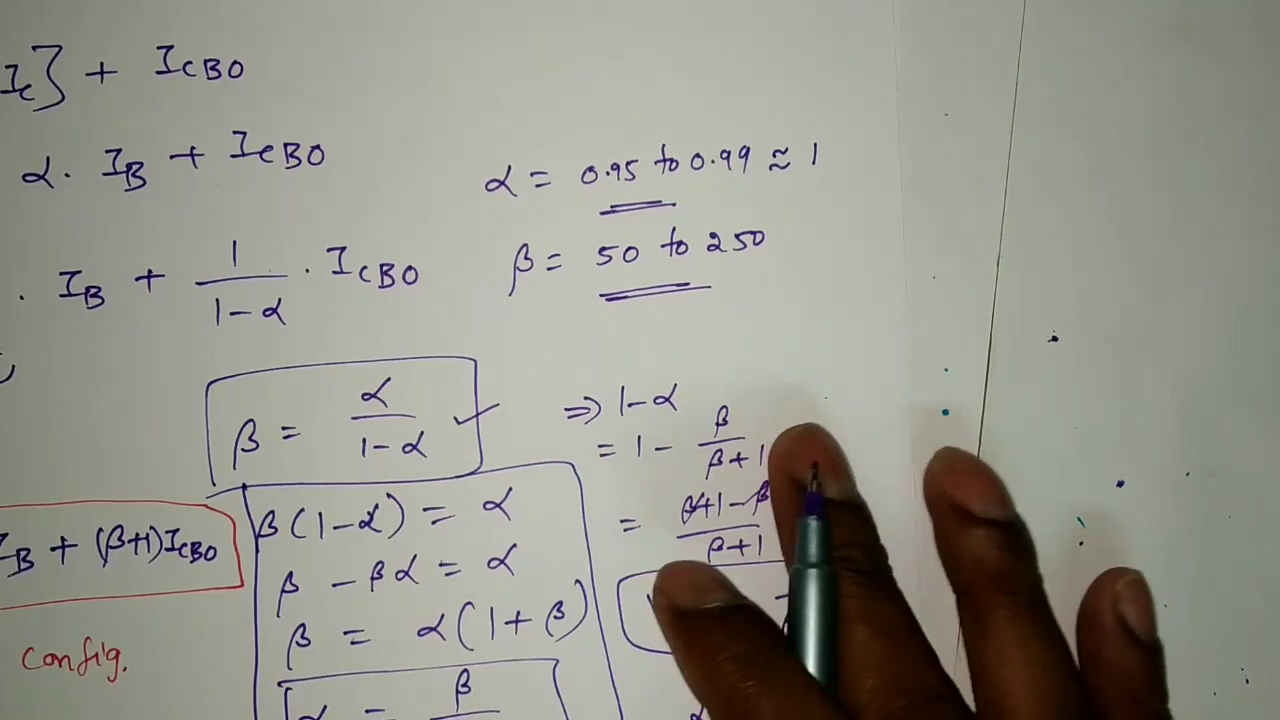 Ic} + ICBO
α. IB + ICBO
. IB + 1/(1-α) . ICBO
α = 0.95 to 0.99 ≈ 1
β = 50 to 250
β = α/(1-α) ✓
β(1-α) = α
β - βα = α
β = α(1+β)
α = β
⇒ 1-α
= 1 - β/(β+1)
= (β+1-β)/(β+1)
IB + (β+1)ICBO
config.